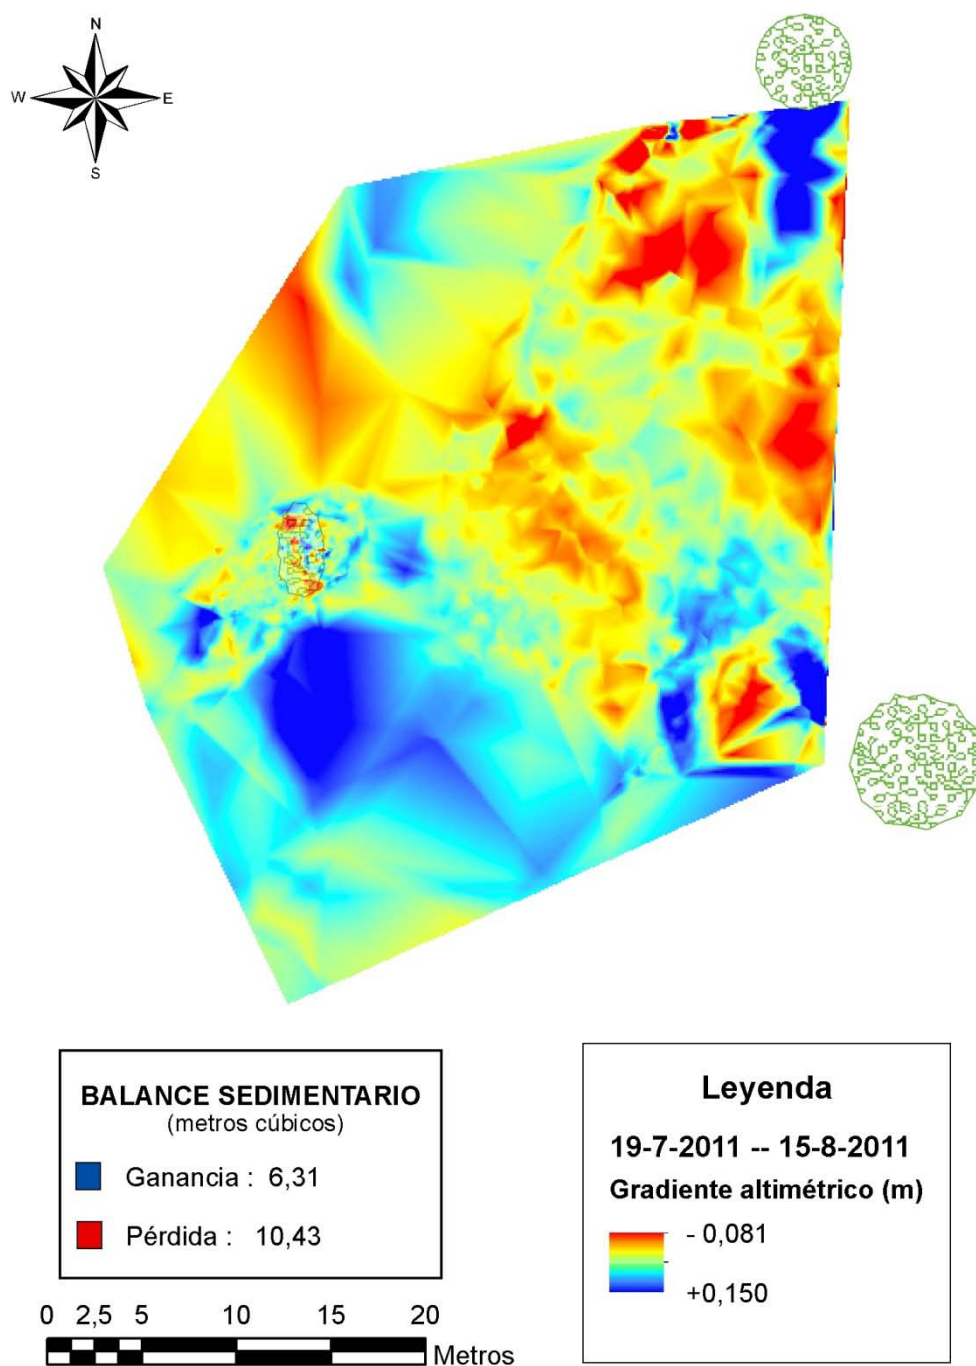 N
W E
S
BALANCE SEDIMENTARIO
(metros cúbicos)
Ganancia : 6,31
Pérdida : 10,43
0 2,5 5 10 15 20
Metros
Leyenda
19-7-2011 -- 15-8-2011
Gradiente altimétrico (m)
- 0,081
+0,150